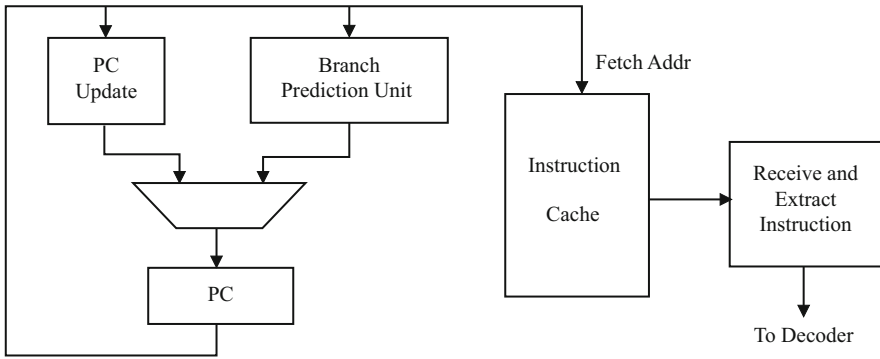 PC
Update
Branch
Prediction Unit
Fetch Addr
Instruction
Cache
Receive and
Extract
Instruction
PC
To Decoder